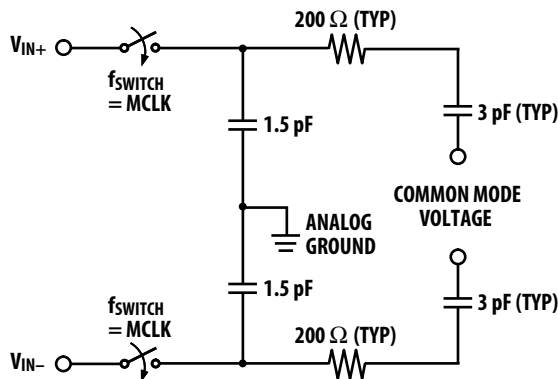 200 Ω (TYP)
VIN+
fSWITCH
= MCLK
3 pF (TYP)
1.5 pF
COMMON MODE
VOLTAGE
ANALOG
GROUND
1.5 pF
fSWITCH
= MCLK
3 pF (TYP)
200 Ω (TYP)
VIN−